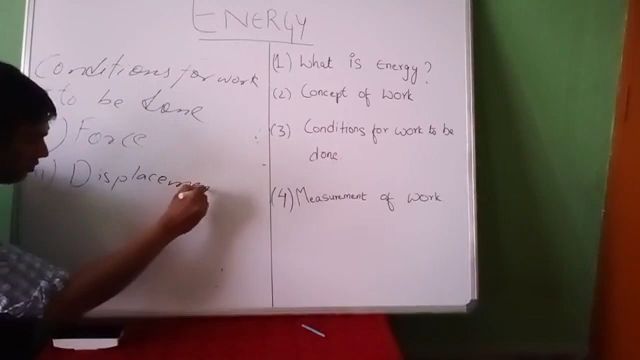 ENERGY
Conditions for work
to be done
) Force
i) Displacemen
(1) What is Energy?
(2) Concept of Work
(3) Conditions for work to be
done.
(4) Measurement of work